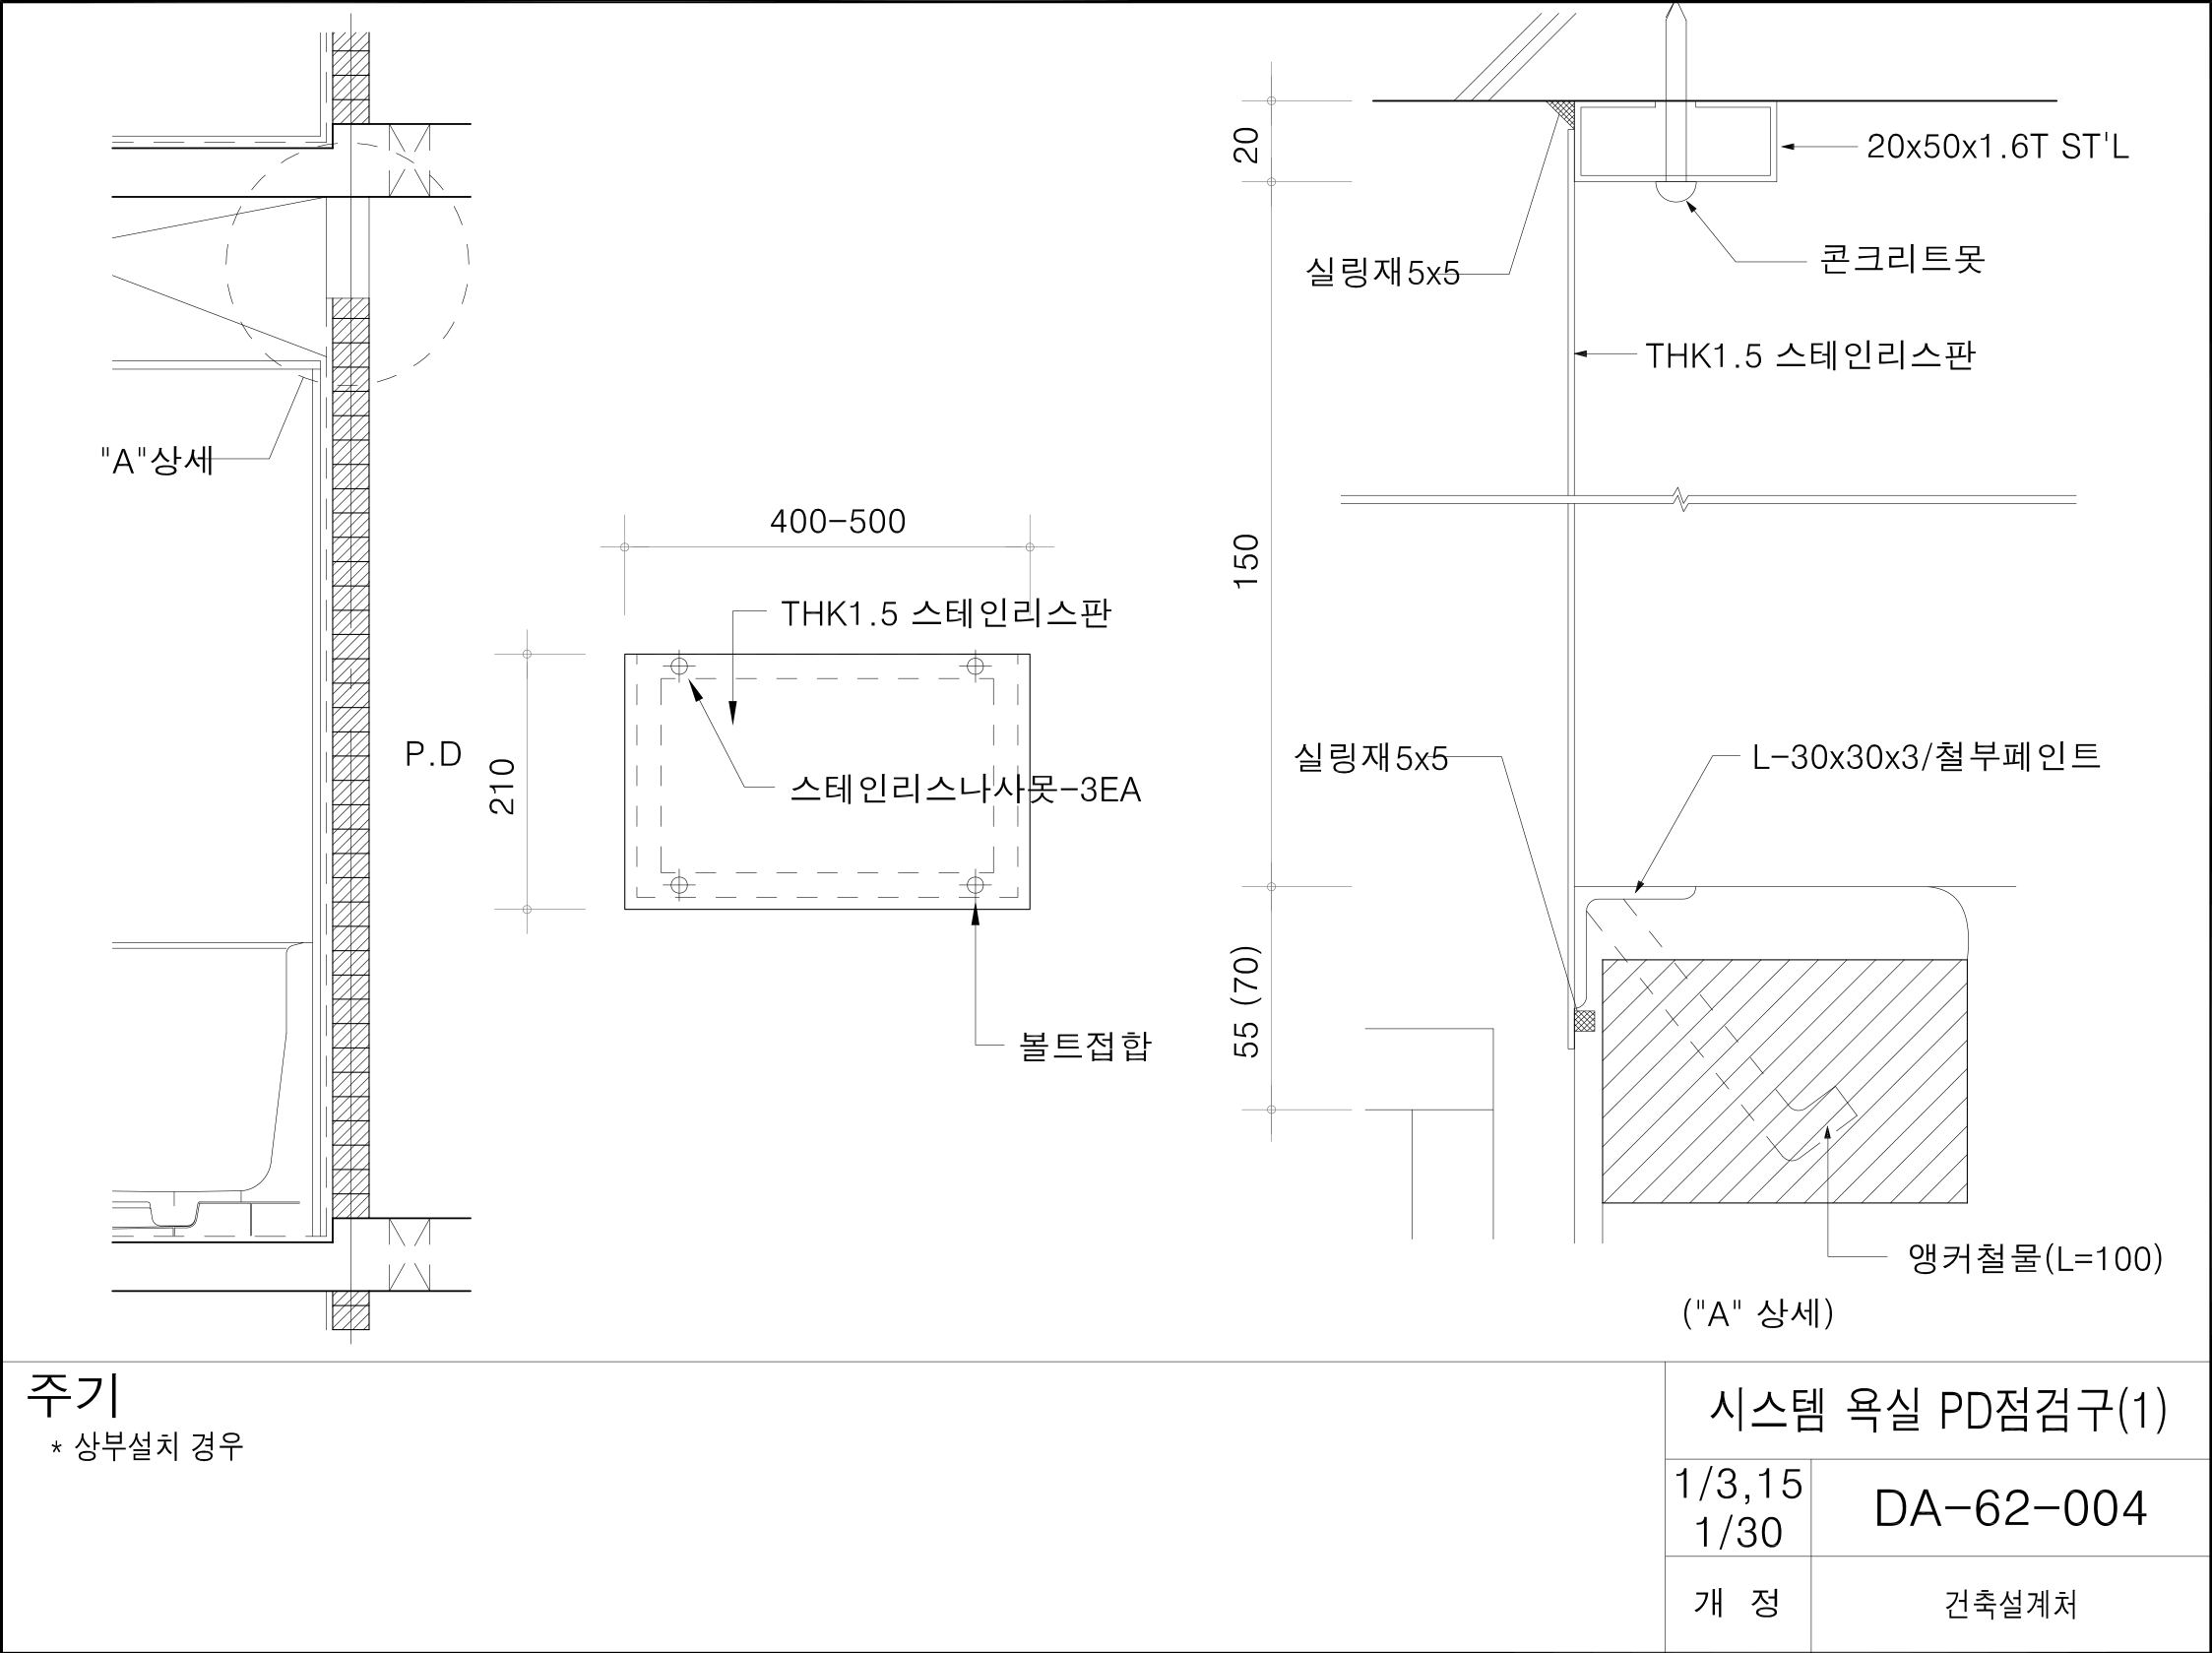 "A"상세
P.D
400-500
THK1.5 스테인리스판
210
스테인리스나사못-3EA
볼트접합
20
150
55 (70)
20x50x1.6T ST'L
콘크리트못
실링재5x5
THK1.5 스테인리스판
실링재5x5
L-30x30x3/철부페인트
앵커철물(L=100)
("A" 상세)
주기
* 상부설치 경우
시스템 욕실 PD점검구(1)
1/3,15
1/30
DA-62-004
개 정
건축설계처